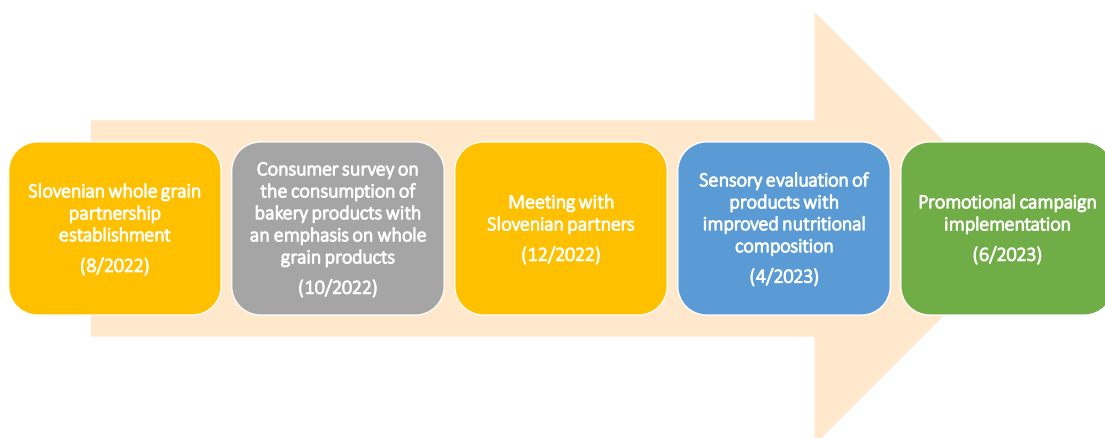 Slovenian whole grain
partnership
establishment
(8/2022)
Consumer survey on
the consumption of
bakery products with
an emphasis on whole
grain products
(10/2022)
Meeting with
Slovenian partners
(12/2022)
Sensory evaluation of
products with
improved nutritional
composition
(4/2023)
Promotional campaign
implementation
(6/2023)